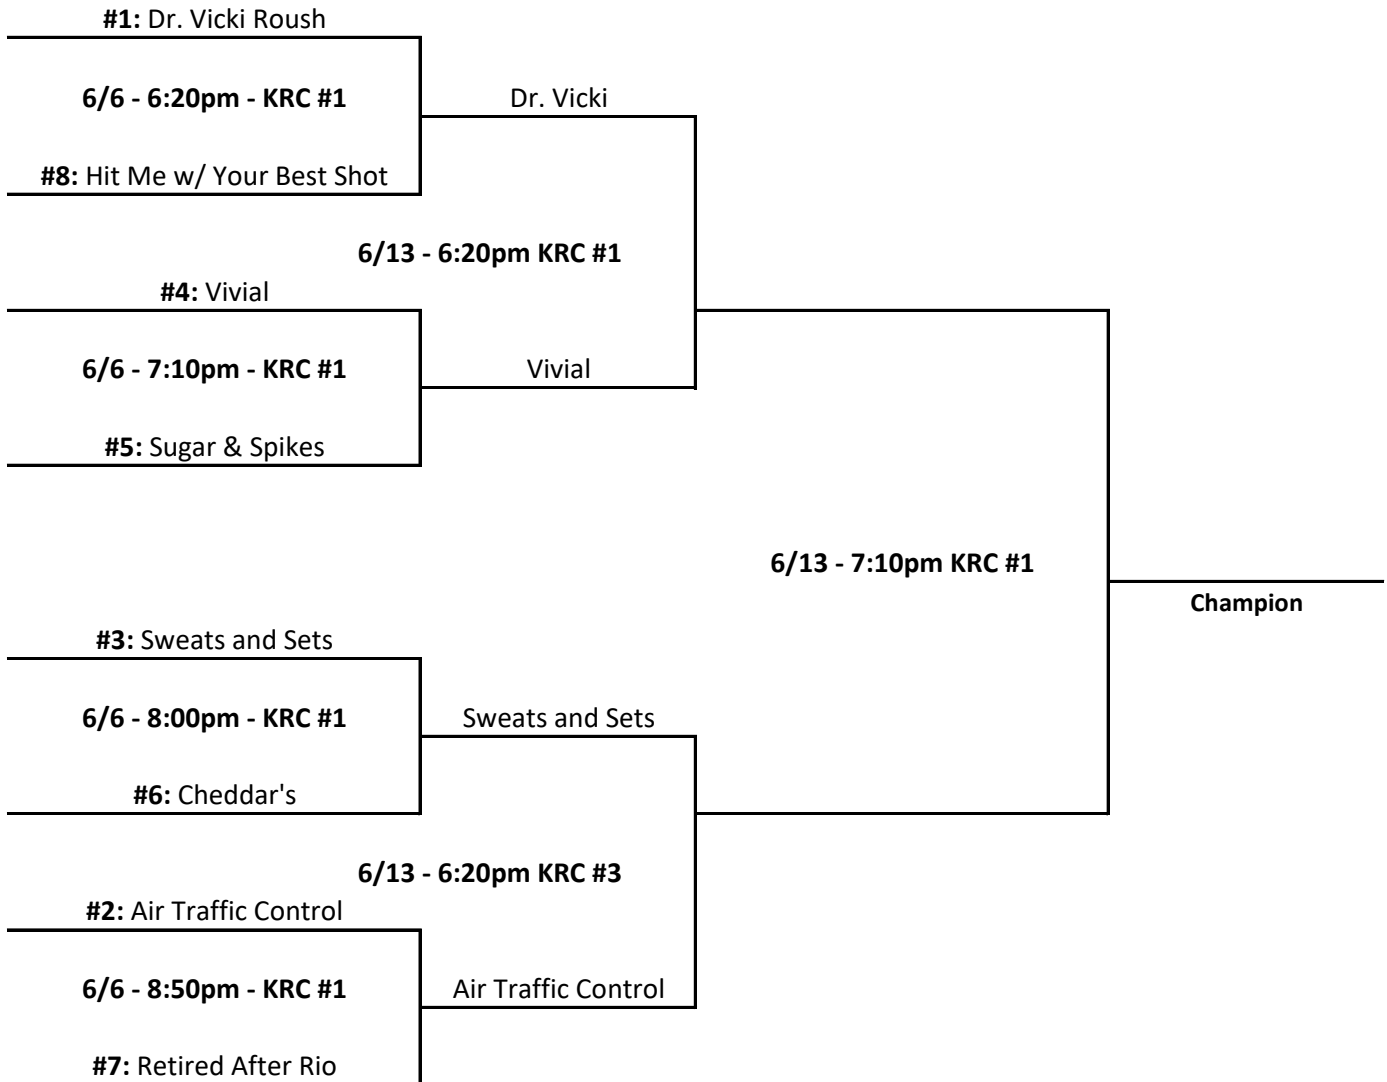 #1: Dr. Vicki Roush
6/6 - 6:20pm - KRC #1
Dr. Vicki
#8: Hit Me w/ Your Best Shot
6/13 - 6:20pm KRC #1
#4: Vivial
6/6 - 7:10pm - KRC #1
Vivial
#5: Sugar & Spikes
6/13 - 7:10pm KRC #1
Champion
#3: Sweats and Sets
6/6 - 8:00pm - KRC #1
Sweats and Sets
#6: Cheddar's
6/13 - 6:20pm KRC #3
#2: Air Traffic Control
6/6 - 8:50pm - KRC #1
Air Traffic Control
#7: Retired After Rio